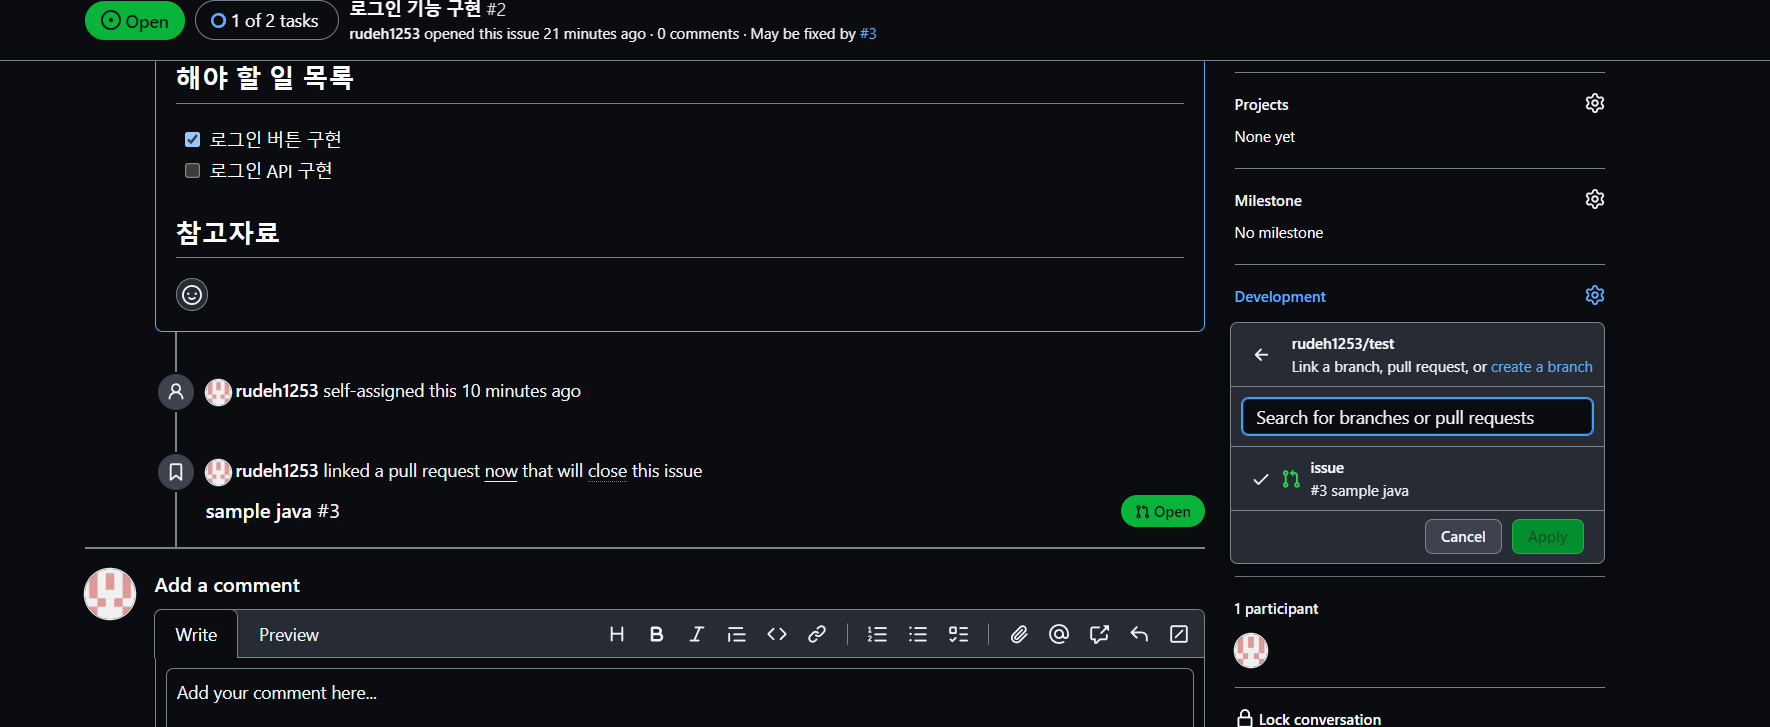 Open
1 of 2 tasks
로그인 기능 구현 #2
rudeh1253 opened this issue 21 minutes ago · 0 comments · May be fixed by #3
해야 할 일 목록
로그인 버튼 구현
로그인 API 구현
참고자료
rudeh1253 self-assigned this 10 minutes ago
rudeh1253 linked a pull request now that will close this issue
sample java #3
Open
Add a comment
Write
Preview
Add your comment here...
Projects
None yet
Milestone
No milestone
Development
rudeh1253/test
Link a branch, pull request, or create a branch
Search for branches or pull requests
issue
#3 sample java
Cancel
Apply
1 participant
Lock conversation